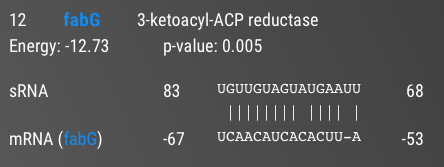 12 fabG 3-ketoacyl-ACP reductase
Energy: -12.73 p-value: 0.005
sRNA 83 UGUUGUAGUAUGAAUU 68
|||||||| |||| |
mRNA (fabG) -67 UCAACAUCACACUU–A -53